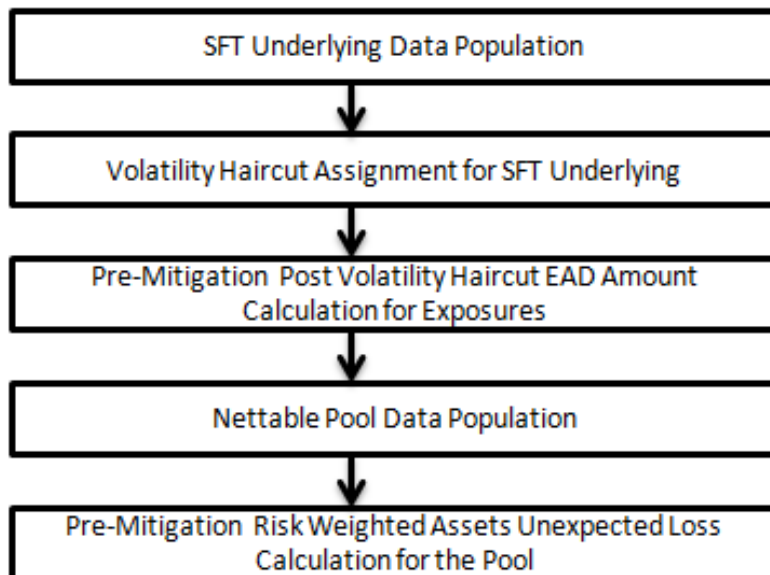 SFT Underlying Data Population
Volatility Haircut Assignment for SFT Underlying
Pre-Mitigation Post Volatility Haircut EAD Amount
Calculation for Exposures
Nettable Pool Data Population
Pre-Mitigation Risk Weighted Assets Unexpected Loss
Calculation for the Pool